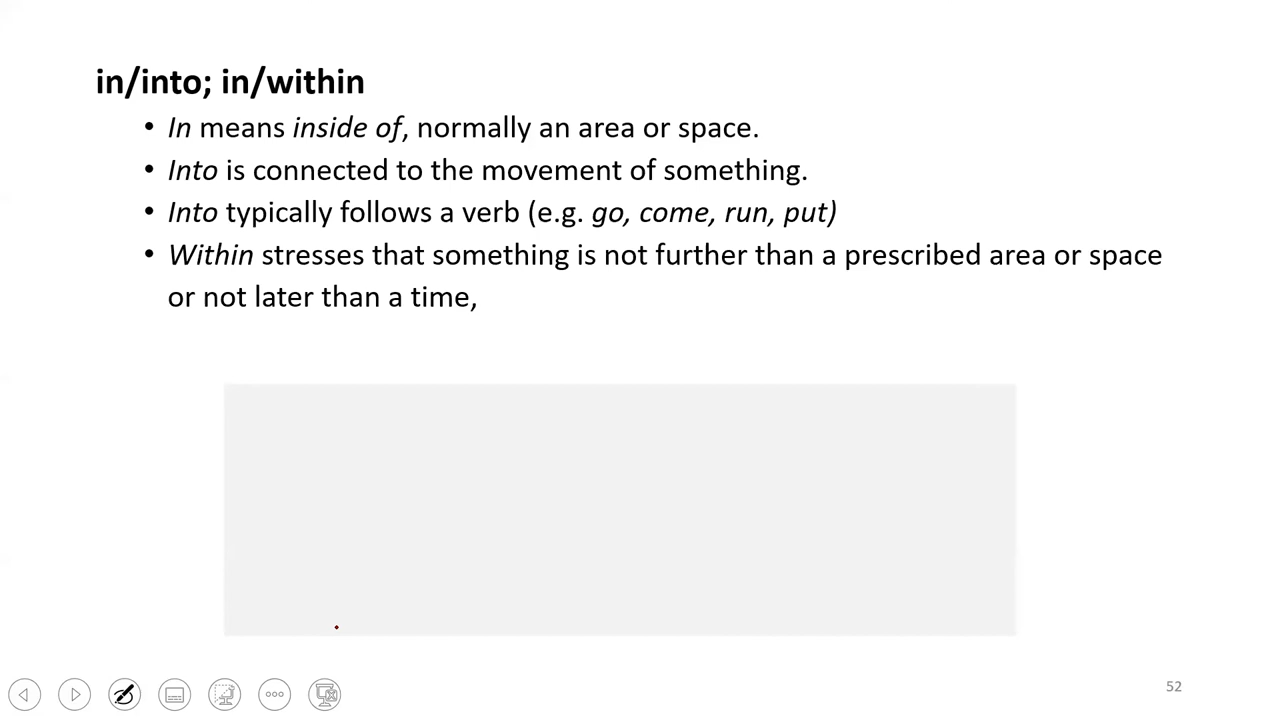 in/into; in/within
• In means inside of, normally an area or space.
• Into is connected to the movement of something.
• Into typically follows a verb (e.g. go, come, run, put)
• Within stresses that something is not further than a prescribed area or space
or not later than a time,
52